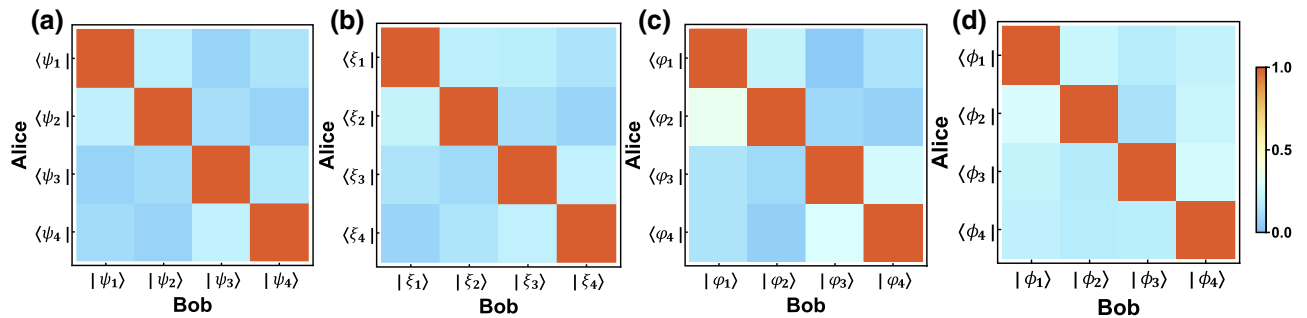 (a)
Alice
⟨ψ₁|
⟨ψ₂|
⟨ψ₃|
⟨ψ₄|
|ψ₁⟩ |ψ₂⟩ |ψ₃⟩ |ψ₄⟩
Bob
(b)
Alice
⟨ξ₁|
⟨ξ₂|
⟨ξ₃|
⟨ξ₄|
|ξ₁⟩ |ξ₂⟩ |ξ₃⟩ |ξ₄⟩
Bob
(c)
Alice
⟨φ₁|
⟨φ₂|
⟨φ₃|
⟨φ₄|
|φ₁⟩ |φ₂⟩ |φ₃⟩ |φ₄⟩
Bob
(d)
Alice
⟨ϕ₁|
⟨ϕ₂|
⟨ϕ₃|
⟨ϕ₄|
|ϕ₁⟩ |ϕ₂⟩ |ϕ₃⟩ |ϕ₄⟩
Bob
1.0
0.5
0.0